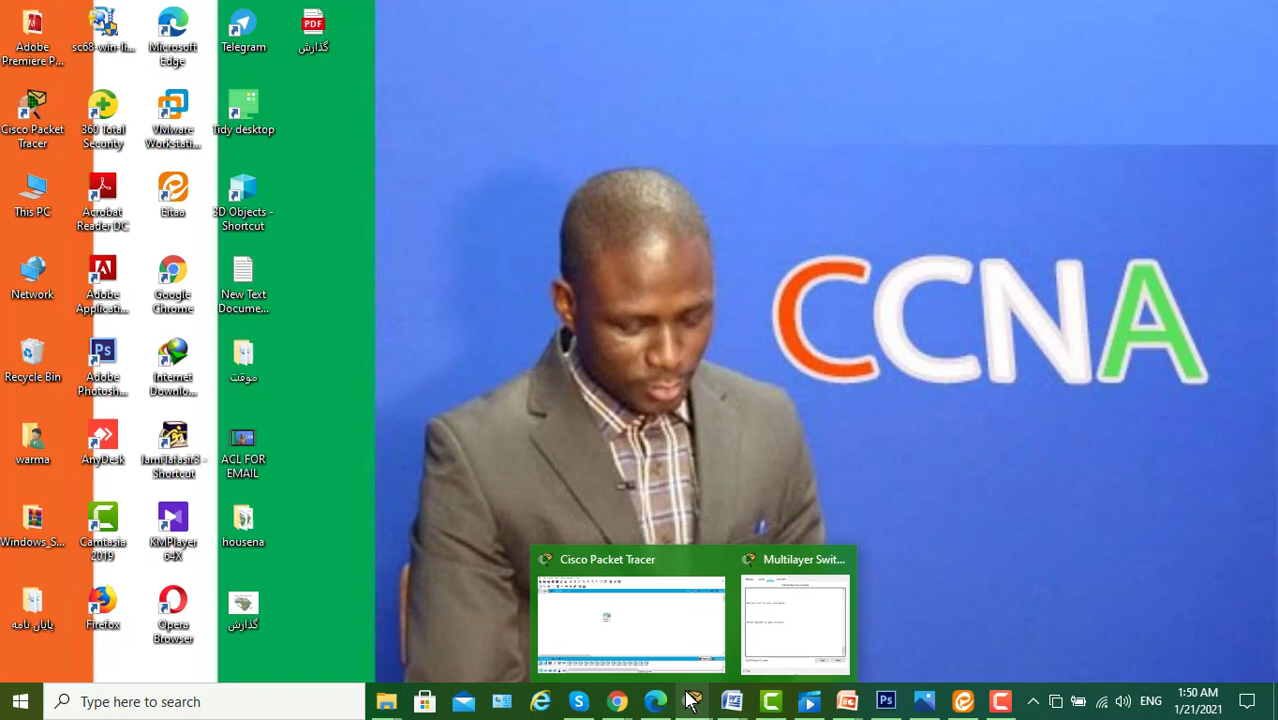 Adobe
Premiere P...
sc68-win-li...
Microsoft
Edge
Telegram
PDF
گذارش
Cisco Packet
Tracer
360 Total
Security
VMware
Workstati...
Tidy desktop
This PC
Acrobat
Reader DC
Eitaa
3D Objects -
Shortcut
Network
Adobe
Applicati...
Google
Chrome
New Text
Docume...
Recycle Bin
Ps
Adobe
Photosh...
Internet
Downlo...
موقت
warma
AnyDesk
JamiTafasir3 -
Shortcut
ACL FOR
EMAIL
Windows_S...
Camtasia
2019
KMPlayer
64X
housena
پایان نامه
Firefox
Opera
Browser
گذارش
CCNA
Cisco Packet Tracer
Multilayer Swit...
Type here to search
ENG
1:50 AM
1/21/2021